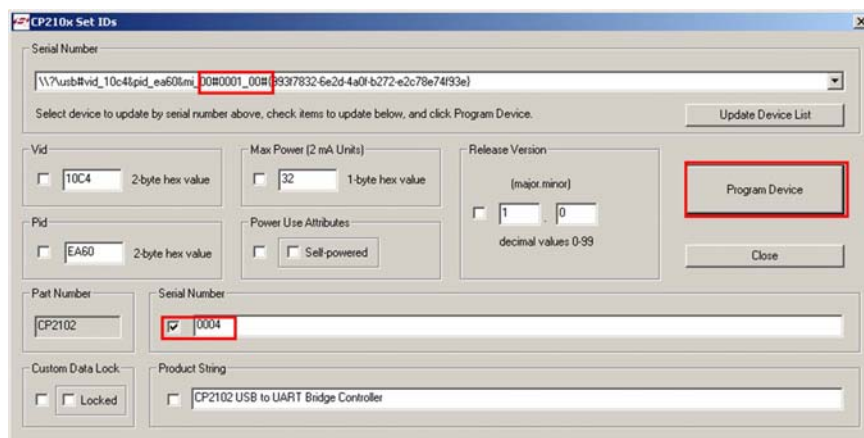 CP210x Set IDs
Serial Number
\\?\usb#vid_10c4&pid_ea60&mi_00#0001_00#{993f7832-6e2d-4a0f-b272-e2c78e74f93e}
Select device to update by serial number above, check items to update below, and click Program Device.
Update Device List
Vid
10C4
2-byte hex value
Max Power (2 mA Units)
32
1-byte hex value
Release Version
(major.minor)
1 . 0
decimal values 0-99
Program Device
Pid
EA60
2-byte hex value
Power Use Attributes
Self-powered
Close
Part Number
CP2102
Serial Number
0004
Custom Data Lock
Locked
Product String
CP2102 USB to UART Bridge Controller